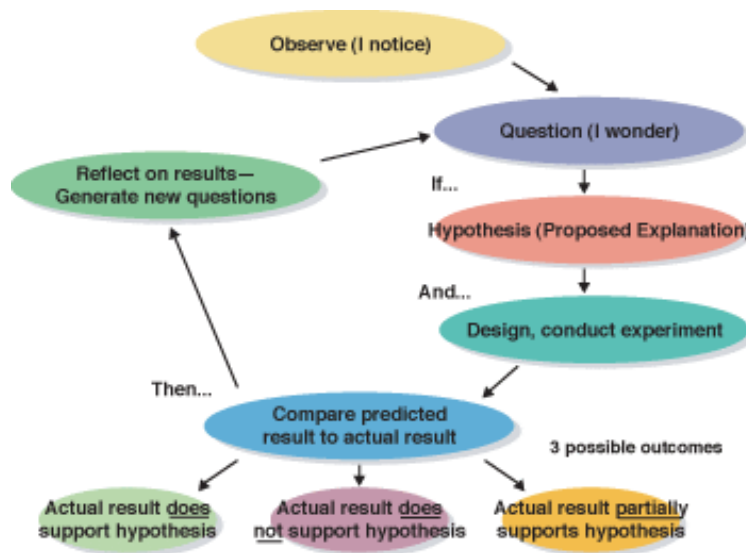 Observe (I notice)
Question (I wonder)
Reflect on results—
Generate new questions
If...
Hypothesis (Proposed Explanation)
And...
Design, conduct experiment
Then...
Compare predicted
result to actual result
3 possible outcomes
Actual result does
support hypothesis
Actual result does
not support hypothesis
Actual result partially
supports hypothesis